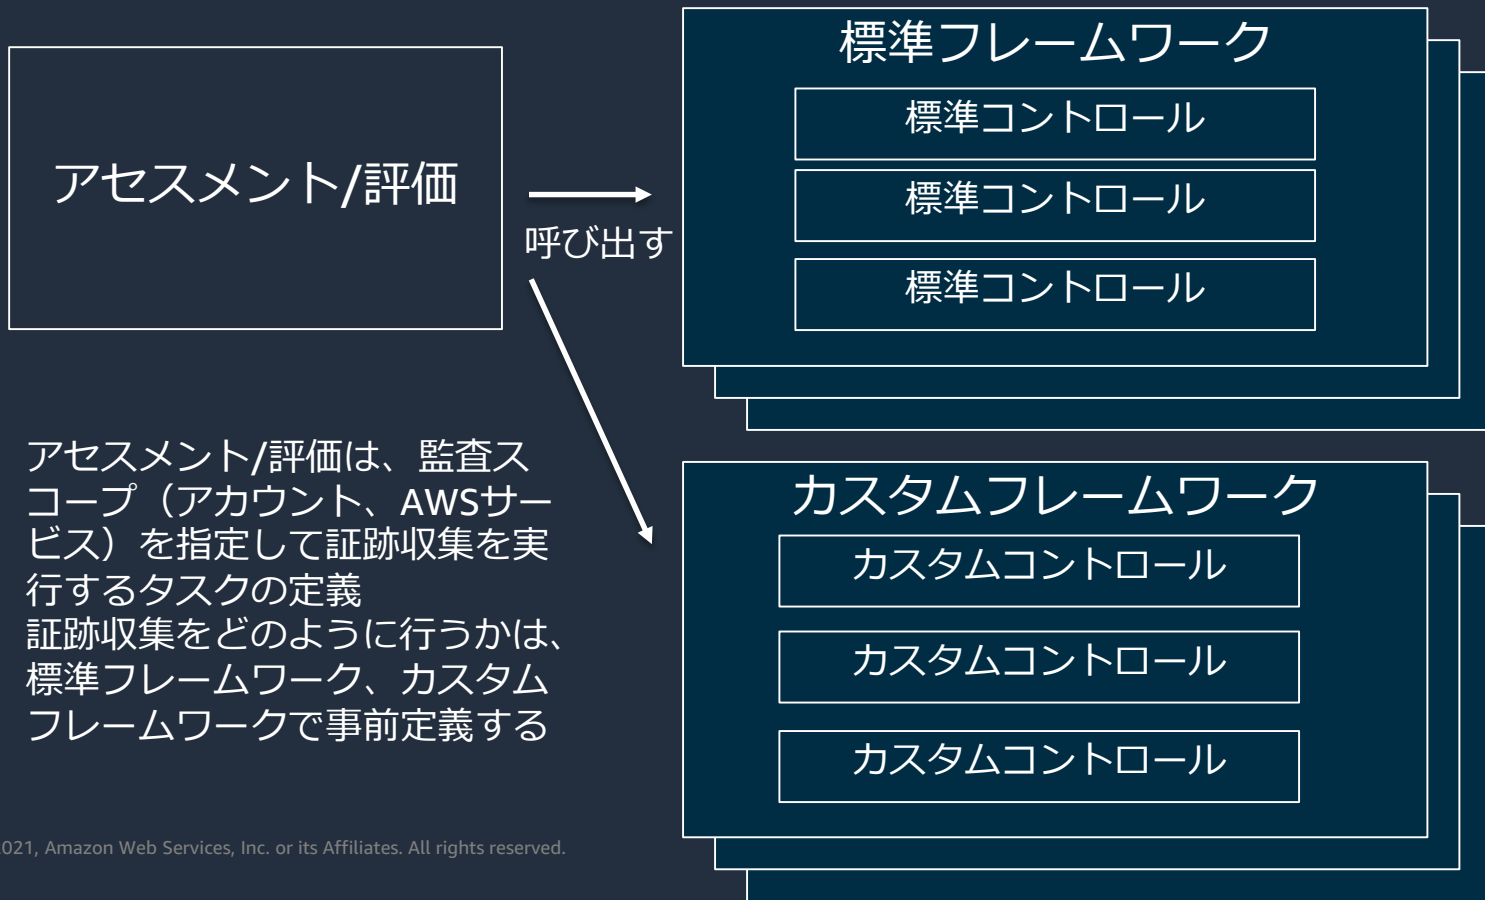 アセスメント/評価
呼び出す
標準フレームワーク
標準コントロール
標準コントロール
標準コントロール
アセスメント/評価は、監査ス
コープ（アカウント、AWSサー
ビス）を指定して証跡収集を実
行するタスクの定義
証跡収集をどのように行うかは、
標準フレームワーク、カスタム
フレームワークで事前定義する
カスタムフレームワーク
カスタムコントロール
カスタムコントロール
カスタムコントロール
021, Amazon Web Services, Inc. or its Affiliates. All rights reserved.